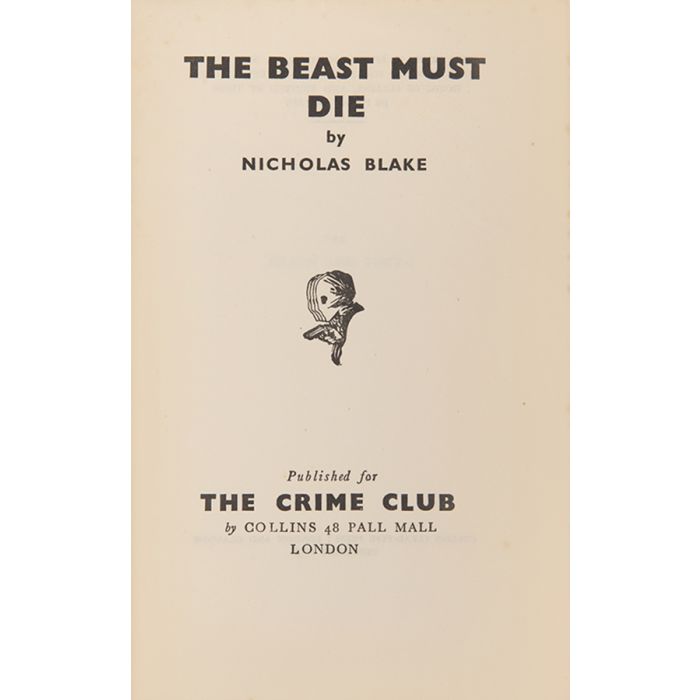 THE BEAST MUST
DIE
by
NICHOLAS BLAKE
Published for
THE CRIME CLUB
by COLLINS 48 PALL MALL
LONDON